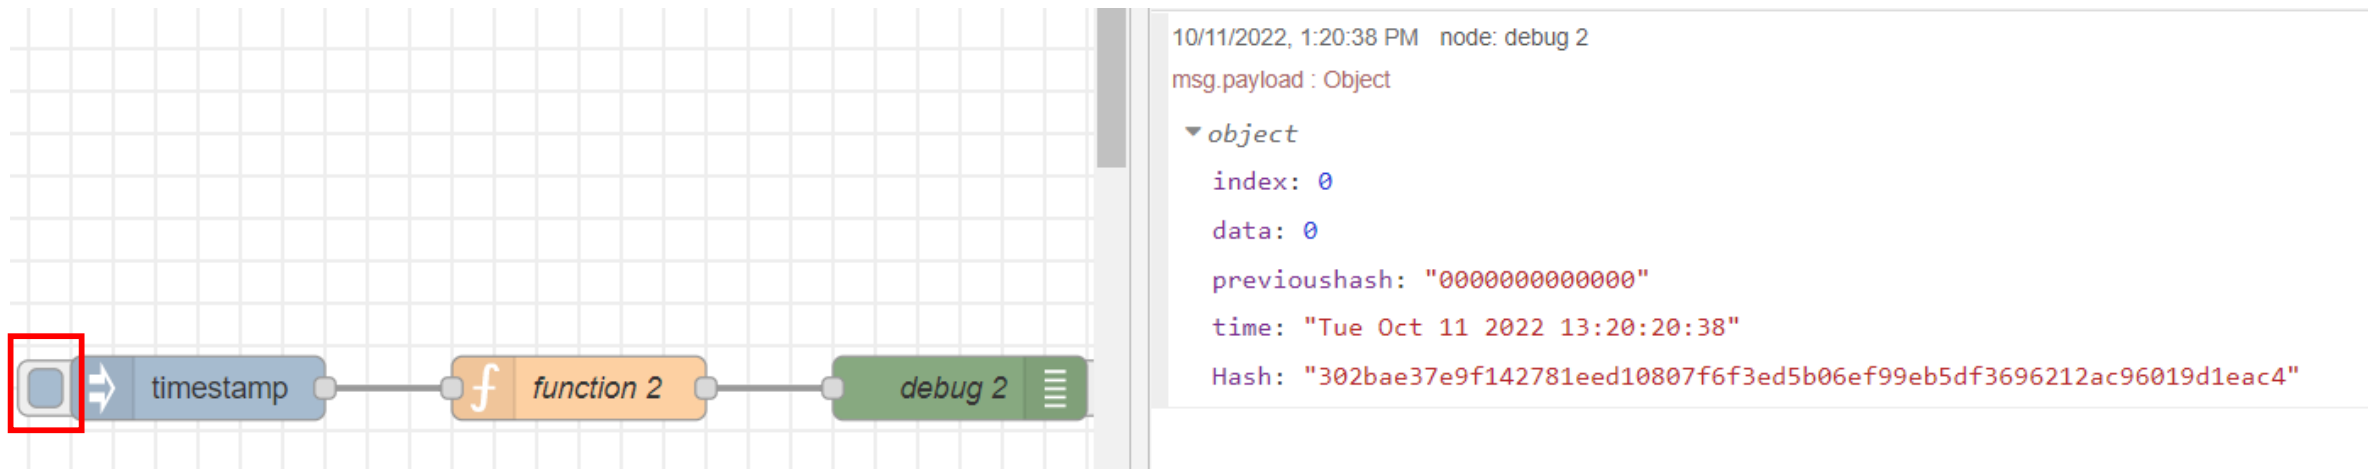 timestamp
function 2
debug 2
10/11/2022, 1:20:38 PM node: debug 2
msg.payload : Object
object
index: 0
data: 0
previoushash: "0000000000000"
time: "Tue Oct 11 2022 13:20:20:38"
Hash: "302bae37e9f142781eed10807f6f3ed5b06ef99eb5df3696212ac96019d1eac4"